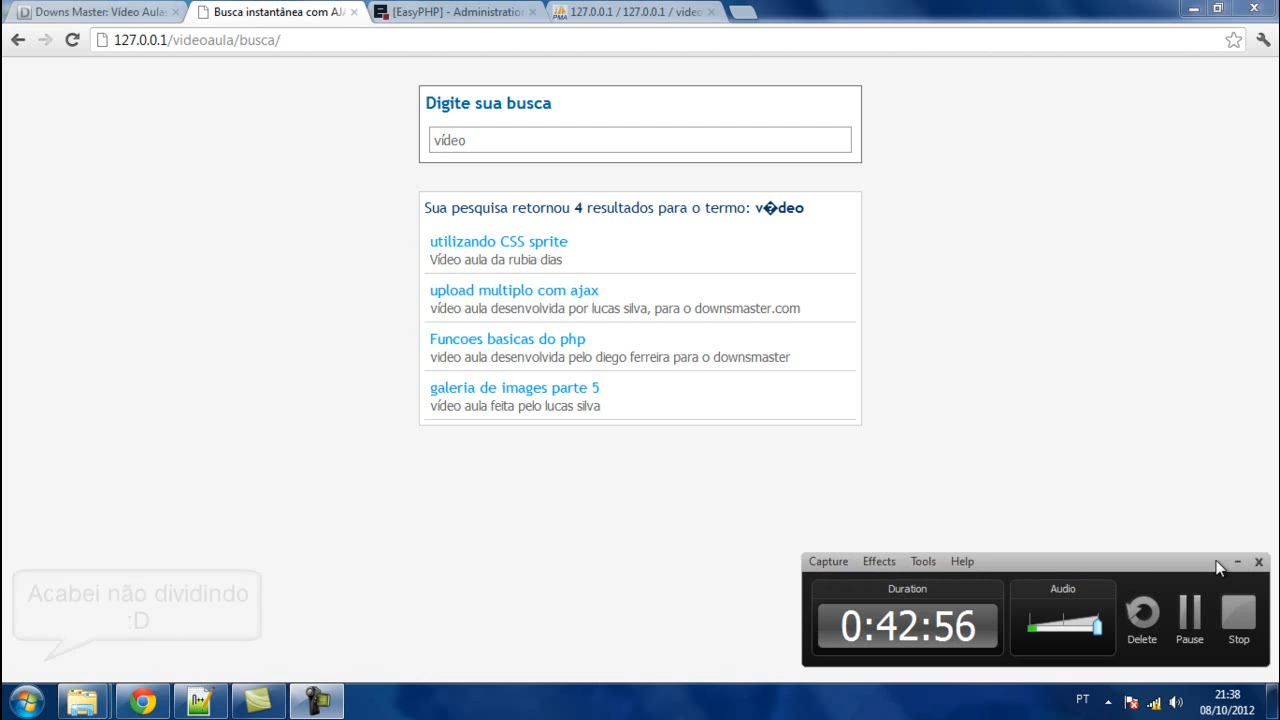 Downs Master: Vídeo Aulas
Busca instantânea com AJA
[EasyPHP] - Administration
127.0.0.1 / 127.0.0.1 / video
127.0.0.1/videoaula/busca/
Digite sua busca
vídeo
Sua pesquisa retornou 4 resultados para o termo: v�deo
utilizando CSS sprite
Vídeo aula da rubia dias
upload multiplo com ajax
vídeo aula desenvolvida por lucas silva, para o downsmaster.com
Funcoes basicas do php
video aula desenvolvida pelo diego ferreira para o downsmaster
galeria de images parte 5
vídeo aula feita pelo lucas silva
Acabei não dividindo
:D
Capture Effects Tools Help
Duration
Audio
0:42:56
Delete Pause Stop
PT
21:38
08/10/2012